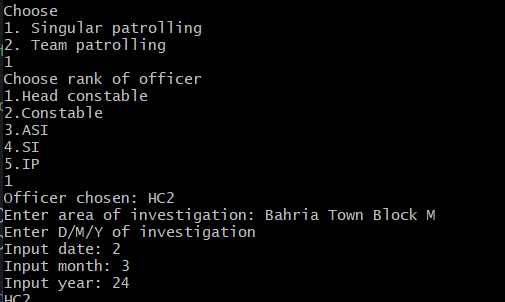 Choose
1. Singular patrolling
2. Team patrolling
1
Choose rank of officer
1.Head constable
2.Constable
3.ASI
4.SI
5.IP
1
Officer chosen: HC2
Enter area of investigation: Bahria Town Block M
Enter D/M/Y of investigation
Input date: 2
Input month: 3
Input year: 24
HC2